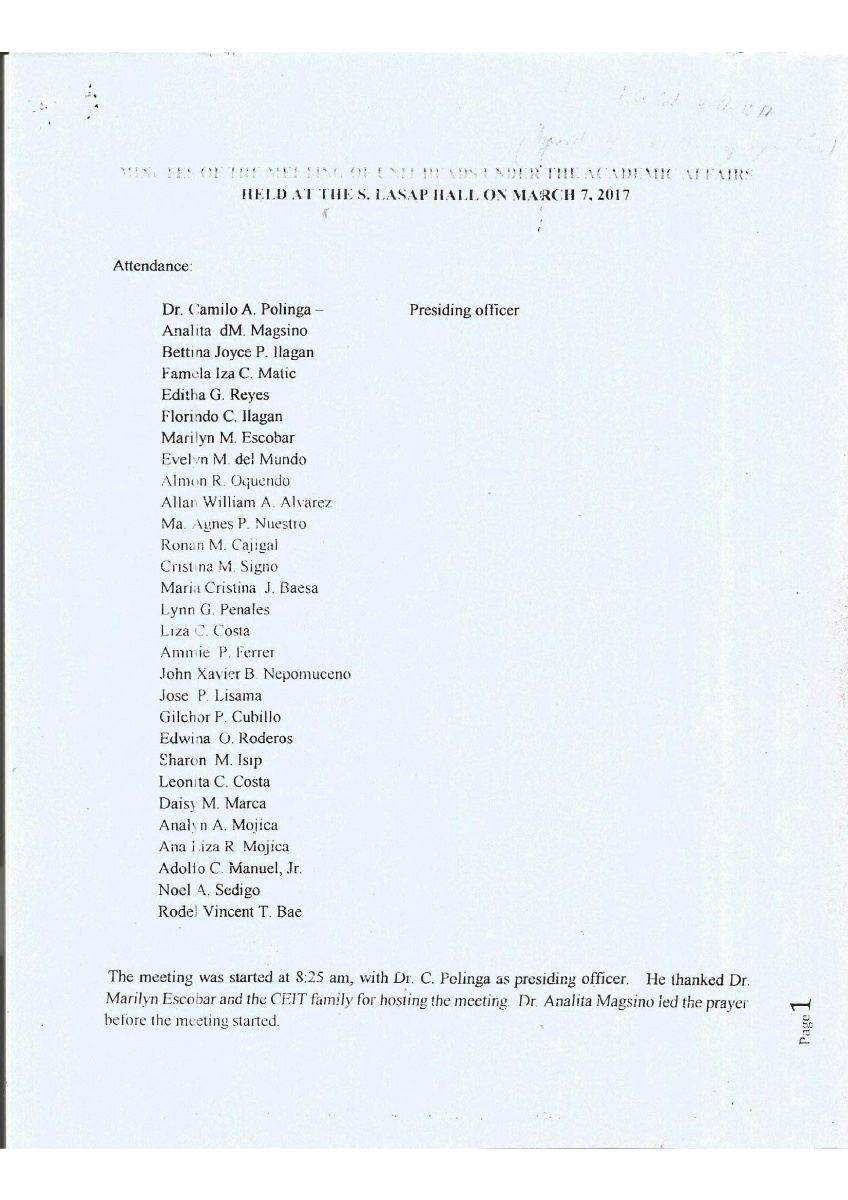 MINUTES OF THE MEETING OF UNIT HEADS UNDER THE ACADEMIC AFFAIRS
HELD AT THE S. LASAP HALL ON MARCH 7, 2017
Attendance:
Dr. Camilo A. Polinga – Presiding officer
Analita dM. Magsino
Bettina Joyce P. Ilagan
Famela Iza C. Matic
Editha G. Reyes
Florindo C. Ilagan
Marilyn M. Escobar
Evelyn M. del Mundo
Almon R. Oquendo
Allan William A. Alvarez
Ma. Agnes P. Nuestro
Ronan M. Cajigal
Cristina M. Signo
Maria Cristina J. Baesa
Lynn G. Penales
Liza C. Costa
Ammie P. Ferrer
John Xavier B. Nepomuceno
Jose P. Lisama
Gilchor P. Cubillo
Edwina O. Roderos
Sharon M. Isip
Leonita C. Costa
Daisy M. Marca
Analyn A. Mojica
Ana Liza R. Mojica
Adolfo C. Manuel, Jr.
Noel A. Sedigo
Rodel Vincent T. Bae
The meeting was started at 8:25 am, with Dr. C. Polinga as presiding officer. He thanked Dr.
Marilyn Escobar and the CEIT family for hosting the meeting. Dr. Analita Magsino led the prayer
before the meeting started.
Page 1